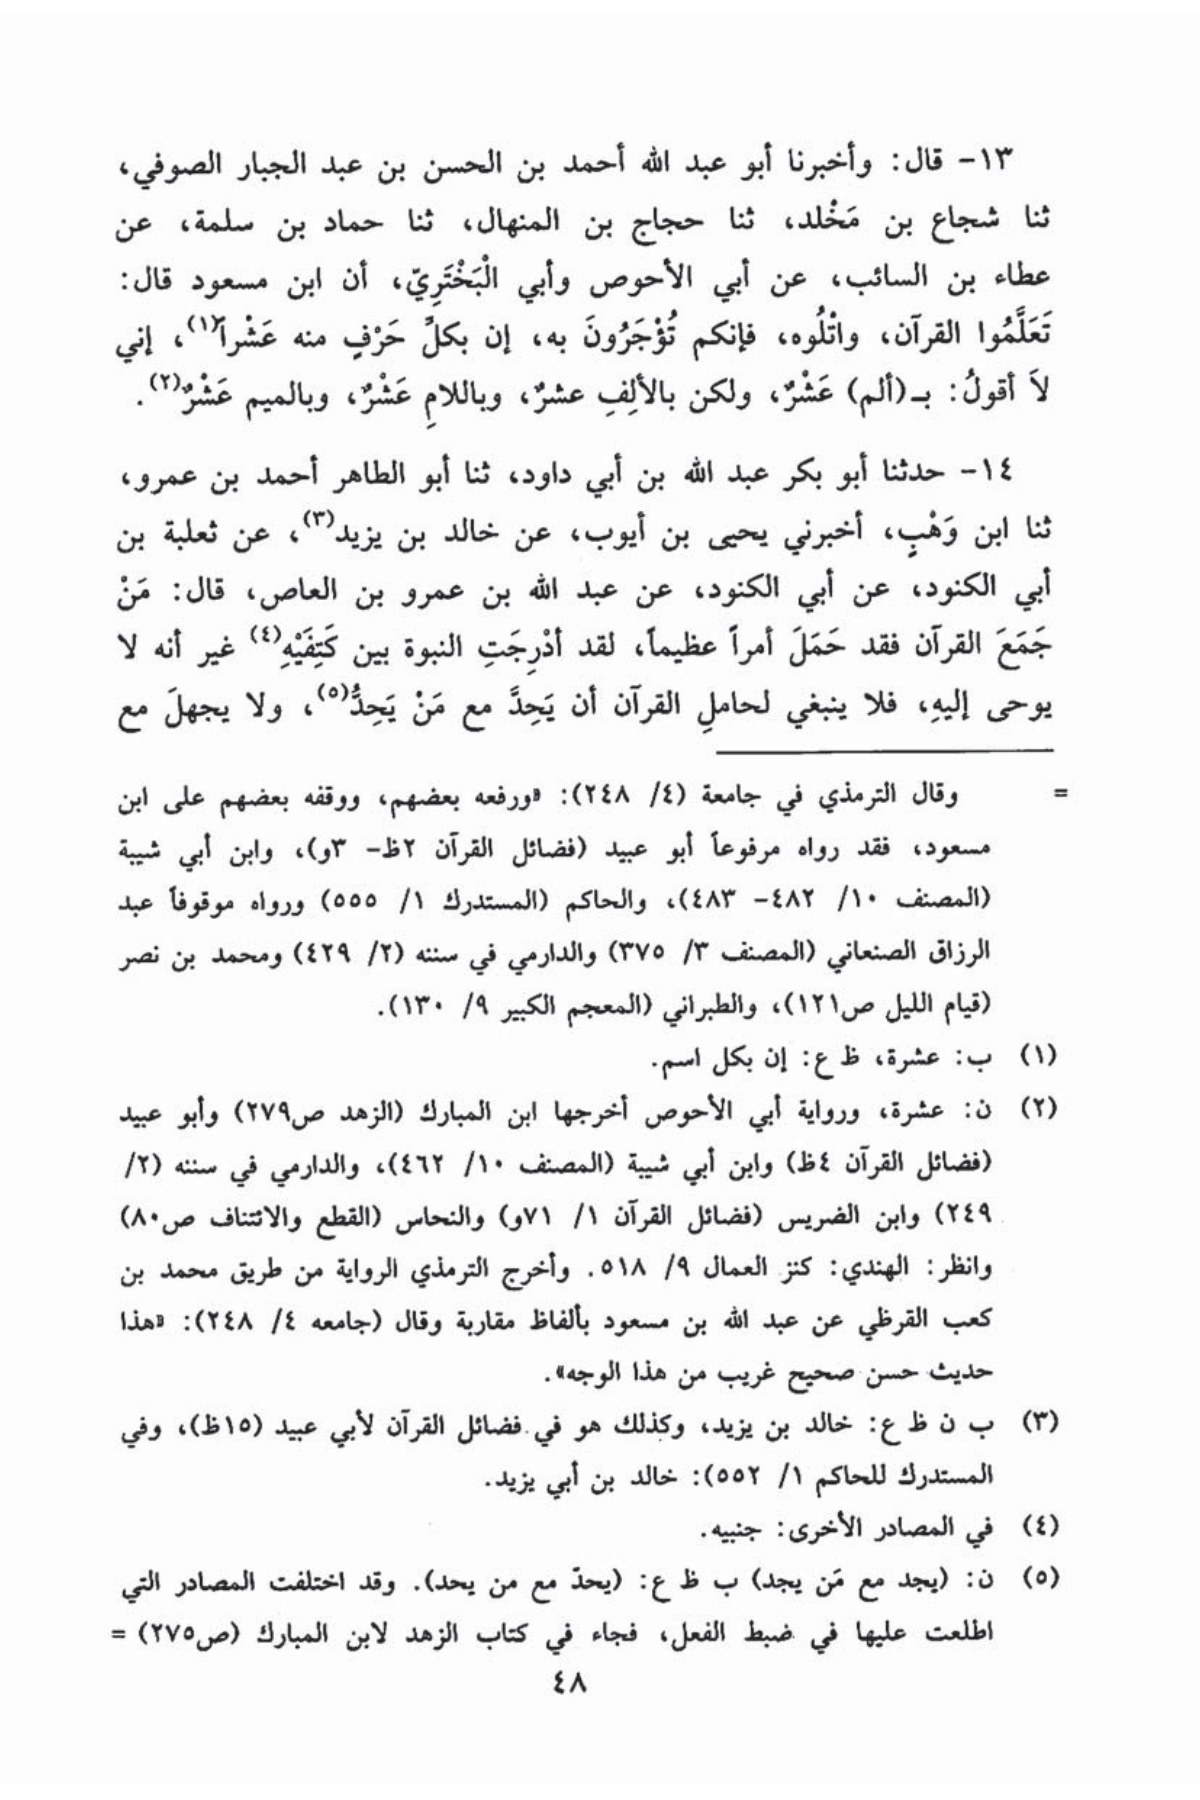 ١٣- قال: وأخبرنا أبو عبد الله أحمد بن الحسن بن عبد الجبار الصوفي،
ثنا شجاع بن مَخْلد، ثنا حجاج بن المنهال، ثنا حماد بن سلمة، عن
عطاء بن السائب، عن أبي الأحوص وأبي الْبَخْتَرِيّ، أن ابن مسعود قال:
تَعَلَّمُوا القرآن، واتْلُوه، فإنكم تُؤْجَرُونَ به، إن بكلِّ حَرْفٍ منه عَشْراً(١)، إني
لاَ أقولُ: بـ(ألم) عَشْرٌ، ولكن بالألِفِ عشرٌ، وباللامِ عَشْرٌ، وبالميم عَشْرٌ(٢).
١٤- حدثنا أبو بكر عبد الله بن أبي داود، ثنا أبو الطاهر أحمد بن عمرو،
ثنا ابن وَهْبٍ، أخبرني يحيى بن أيوب، عن خالد بن يزيد(٣)، عن ثعلبة بن
أبي الكنود، عن أبي الكنود، عن عبد الله بن عمرو بن العاص، قال: مَنْ
جَمَعَ القرآن فقد حَمَلَ أمراً عظيماً، لقد أدْرِجَتِ النبوة بين كَتِفَيْهِ(٤) غير أنه لا
يوحى إليهِ، فلا ينبغي لحاملِ القرآن أن يَحِدَّ مع مَنْ يَحِدُّ(٥)، ولا يجهلَ مع
= وقال الترمذي في جامعة (٤/ ٢٤٨): «ورفعه بعضهم، ووقفه بعضهم على ابن
مسعود، فقد رواه مرفوعاً أبو عبيد (فضائل القرآن ٢ظ- ٣و)، وابن أبي شيبة
(المصنف ١٠/ ٤٨٢- ٤٨٣)، والحاكم (المستدرك ١/ ٥٥٥) ورواه موقوفاً عبد
الرزاق الصنعاني (المصنف ٣/ ٣٧٥) والدارمي في سننه (٢/ ٤٢٩) ومحمد بن نصر
(قيام الليل ص١٢١)، والطبراني (المعجم الكبير ٩/ ١٣٠).
(١) ب: عشرة، ظ ع: إن بكل اسم.
(٢) ن: عشرة، ورواية أبي الأحوص أخرجها ابن المبارك (الزهد ص٢٧٩) وأبو عبيد
(فضائل القرآن ٤ظ) وابن أبي شيبة (المصنف ١٠/ ٤٦٢)، والدارمي في سننه (٢/
٢٤٩) وابن الضريس (فضائل القرآن ١/ ٧١و) والنحاس (القطع والائتناف ص٨٠)
وانظر: الهندي: كنز العمال ٩/ ٥١٨. وأخرج الترمذي الرواية من طريق محمد بن
كعب القرظي عن عبد الله بن مسعود بألفاظ مقاربة وقال (جامعه ٤/ ٢٤٨): «هذا
حديث حسن صحيح غريب من هذا الوجه».
(٣) ب ن ظ ع: خالد بن يزيد، وكذلك هو في فضائل القرآن لأبي عبيد (١٥ظ)، وفي
المستدرك للحاكم ١/ ٥٥٢): خالد بن أبي يزيد.
(٤) في المصادر الأخرى: جنبيه.
(٥) ن: (يجد مع مَن يجد) ب ظ ع: (يحدّ مع من يحد). وقد اختلفت المصادر التي
اطلعت عليها في ضبط الفعل، فجاء في كتاب الزهد لابن المبارك (ص٢٧٥) =
٤٨